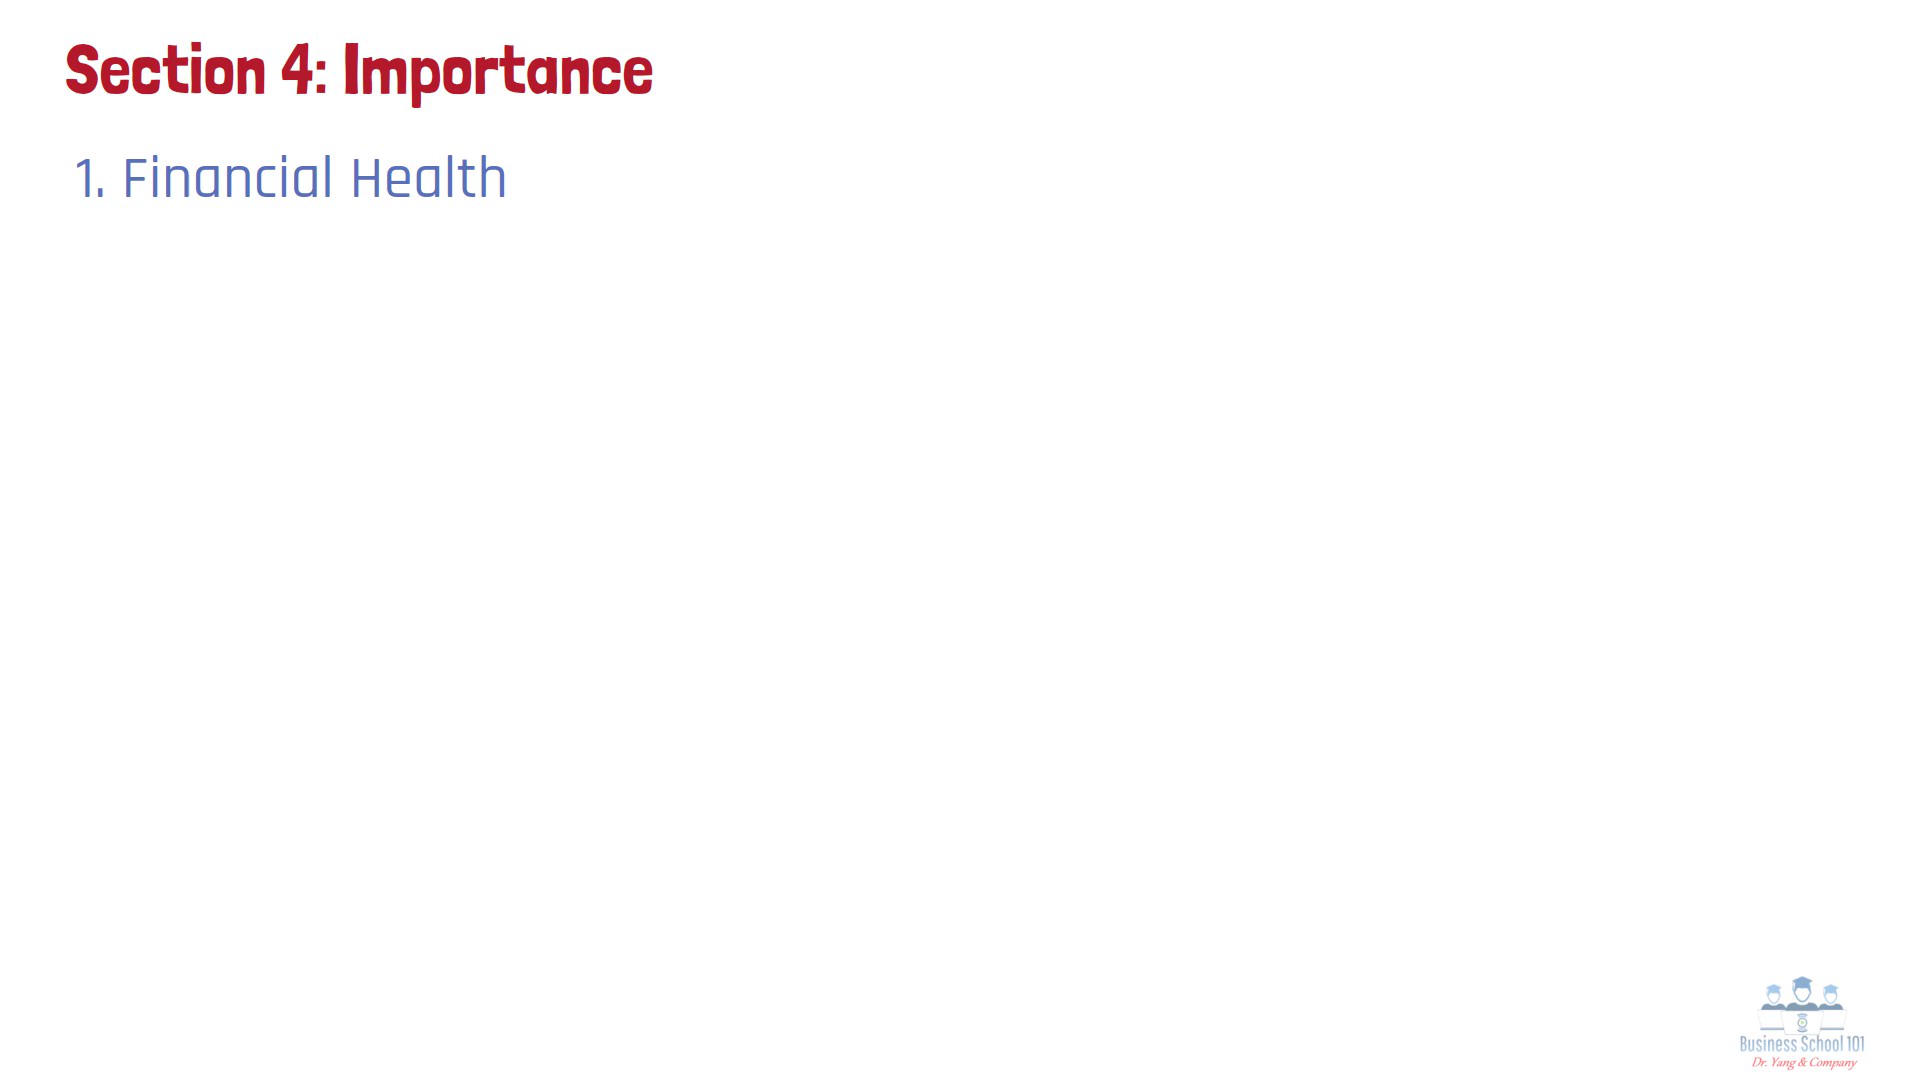 Section 4: Importance
1. Financial Health
Business School 101
Dr. Yang & Company